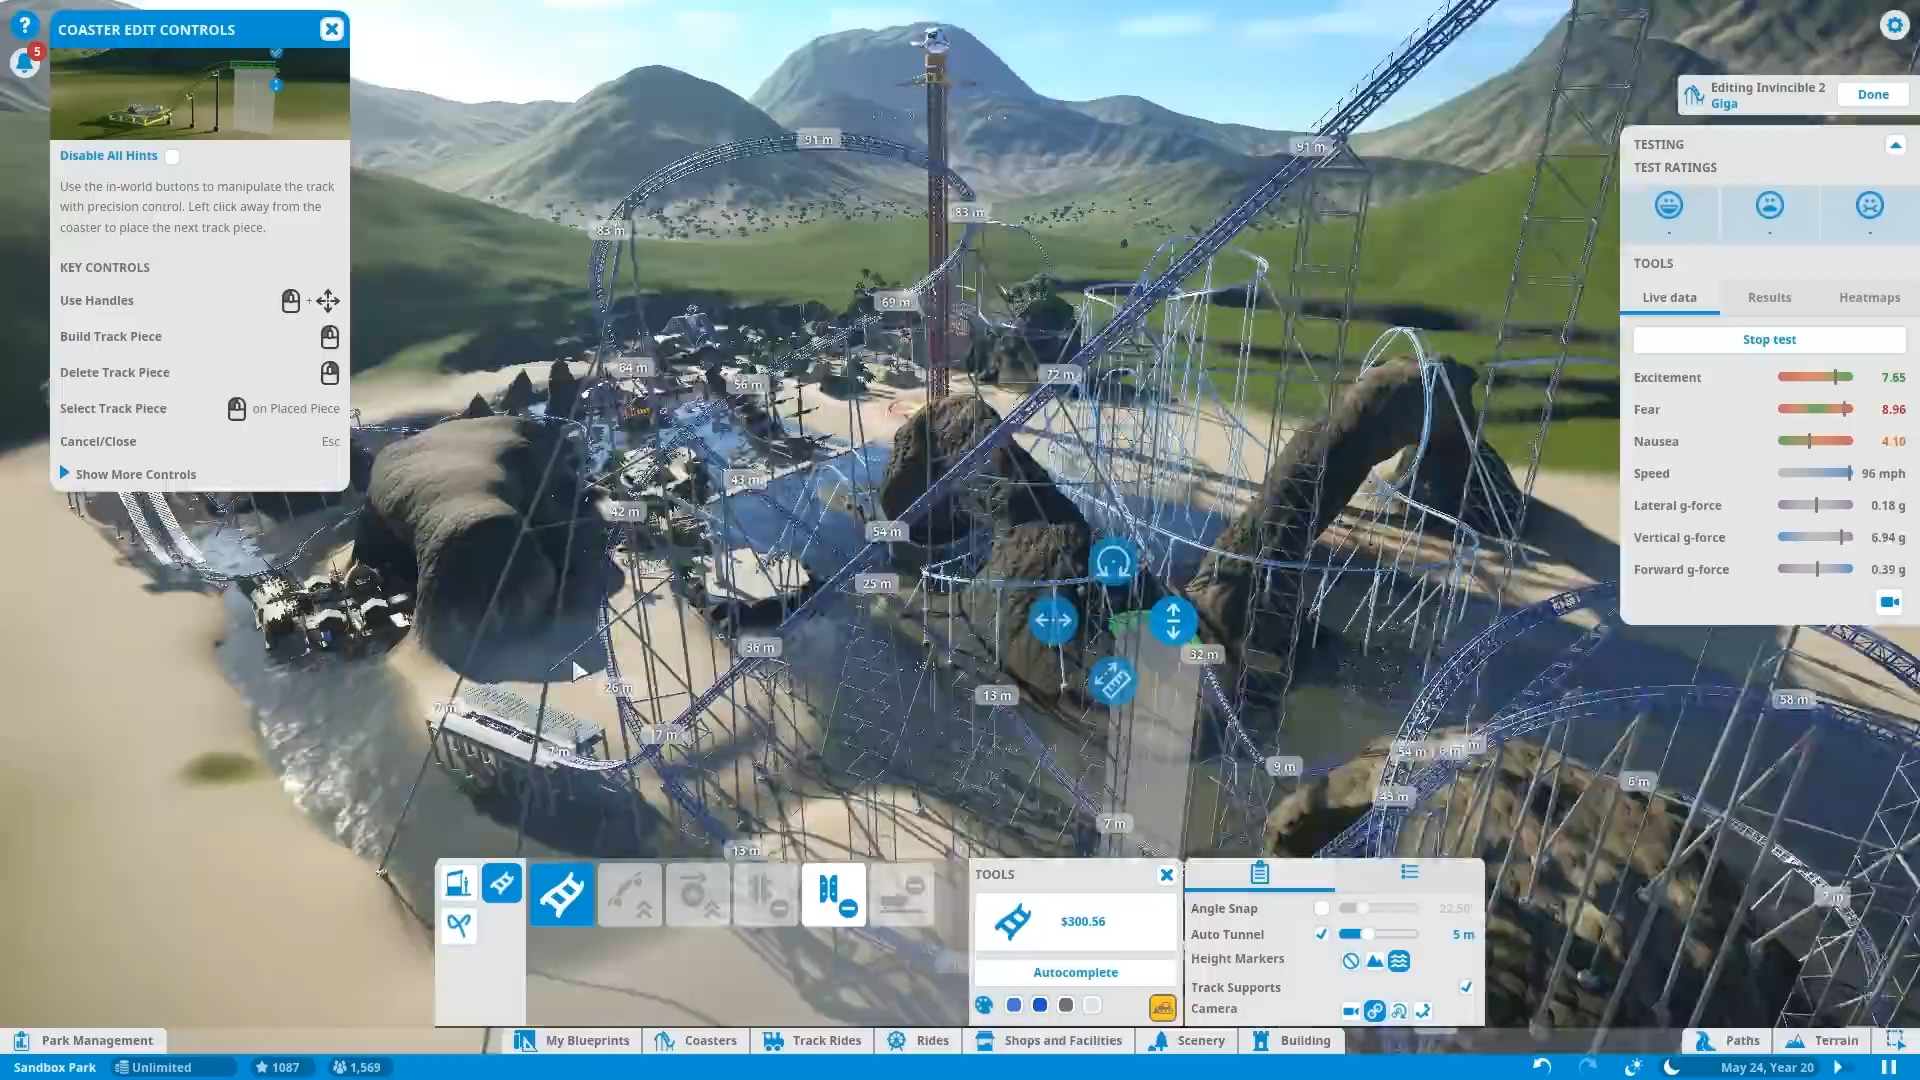 ?
5
COASTER EDIT CONTROLS
Disable All Hints
Use the in-world buttons to manipulate the track
with precision control. Left click away from the
coaster to place the next track piece.
KEY CONTROLS
Use Handles +
Build Track Piece
Delete Track Piece
Select Track Piece on Placed Piece
Cancel/Close Esc
Show More Controls
Editing Invincible 2
Giga
Done
TESTING
TEST RATINGS
- - -
TOOLS
Live data Results Heatmaps
Stop test
Excitement 7.65
Fear 8.96
Nausea 4.10
Speed 96 mph
Lateral g-force 0.18 g
Vertical g-force 6.94 g
Forward g-force 0.39 g
91 m
91 m
83 m
83 m
69 m
64 m
72 m
56 m
43 m
42 m
54 m
25 m
36 m
32 m
26 m
13 m
7 m
58 m
7 m
7 m
9 m
54 m
6 m
43 m
7 m
13 m
TOOLS
$300.56
Autocomplete
Angle Snap 22.50°
Auto Tunnel 5 m
Height Markers
Track Supports
Camera
Park Management
My Blueprints
Coasters
Track Rides
Rides
Shops and Facilities
Scenery
Building
Paths
Terrain
Sandbox Park
Unlimited
1087
1,569
May 24, Year 20